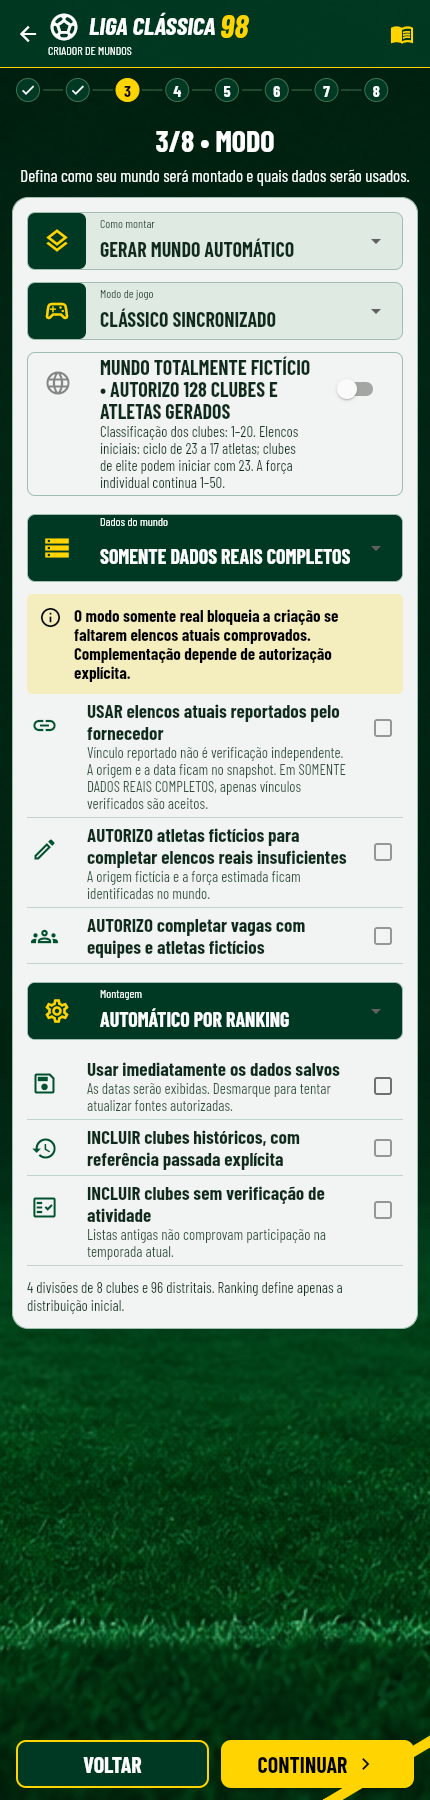 LIGA CLÁSSICA 98
CRIADOR DE MUNDOS
3 4 5 6 7 8
3/8 • MODO
Defina como seu mundo será montado e quais dados serão usados.
Como montar
GERAR MUNDO AUTOMÁTICO
Modo de jogo
CLÁSSICO SINCRONIZADO
MUNDO TOTALMENTE FICTÍCIO
• AUTORIZO 128 CLUBES E
ATLETAS GERADOS
Classificação dos clubes: 1–20. Elencos
iniciais: ciclo de 23 a 17 atletas; clubes
de elite podem iniciar com 23. A força
individual continua 1–50.
Dados do mundo
SOMENTE DADOS REAIS COMPLETOS
O modo somente real bloqueia a criação se
faltarem elencos atuais comprovados.
Complementação depende de autorização
explícita.
USAR elencos atuais reportados pelo
fornecedor
Vínculo reportado não é verificação independente.
A origem e a data ficam no snapshot. Em SOMENTE
DADOS REAIS COMPLETOS, apenas vínculos
verificados são aceitos.
AUTORIZO atletas fictícios para
completar elencos reais insuficientes
A origem fictícia e a força estimada ficam
identificadas no mundo.
AUTORIZO completar vagas com
equipes e atletas fictícios
Montagem
AUTOMÁTICO POR RANKING
Usar imediatamente os dados salvos
As datas serão exibidas. Desmarque para tentar
atualizar fontes autorizadas.
INCLUIR clubes históricos, com
referência passada explícita
INCLUIR clubes sem verificação de
atividade
Listas antigas não comprovam participação na
temporada atual.
4 divisões de 8 clubes e 96 distritais. Ranking define apenas a
distribuição inicial.
VOLTAR
CONTINUAR